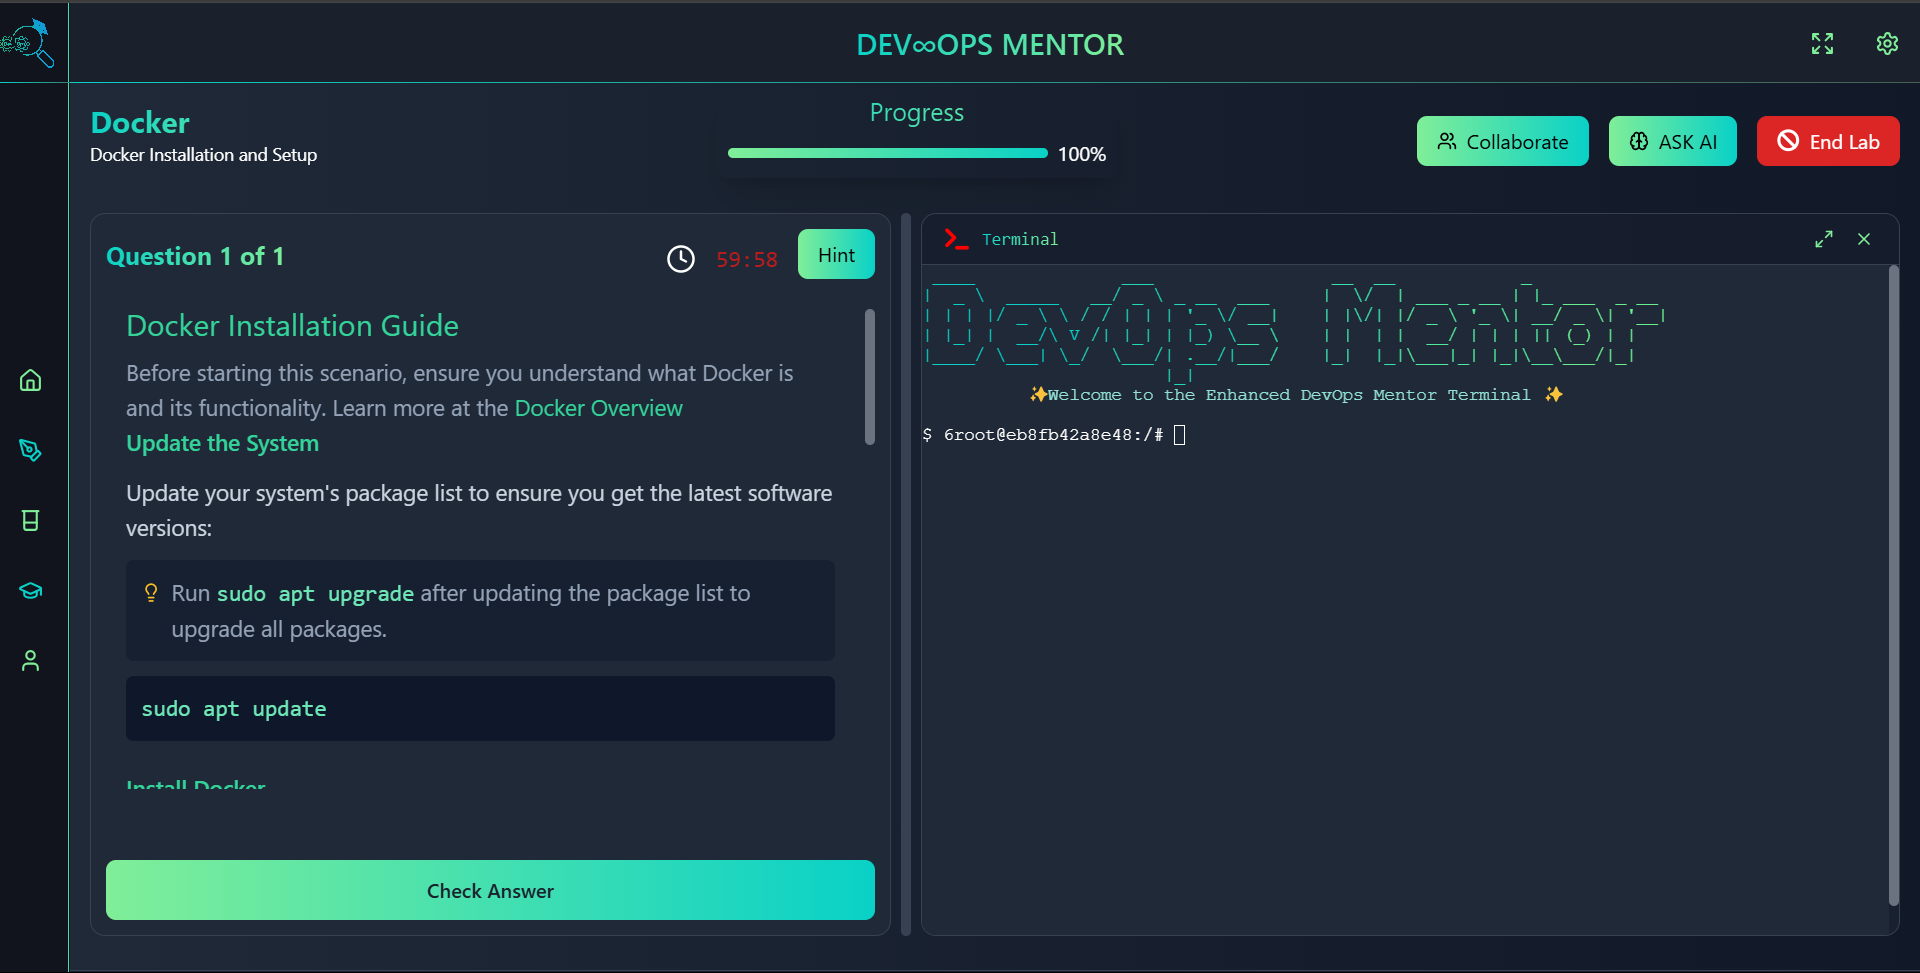 DEV∞OPS MENTOR
Docker
Docker Installation and Setup
Progress
100%
Collaborate
ASK AI
End Lab
Question 1 of 1
59:58
Hint
Docker Installation Guide
Before starting this scenario, ensure you understand what Docker is
and its functionality. Learn more at the Docker Overview
Update the System
Update your system's package list to ensure you get the latest software
versions:
Run sudo apt upgrade after updating the package list to
upgrade all packages.
sudo apt update
Install Docker
Check Answer
Terminal
DevOps Mentor
✨Welcome to the Enhanced DevOps Mentor Terminal ✨
$ 6root@eb8fb42a8e48:/#